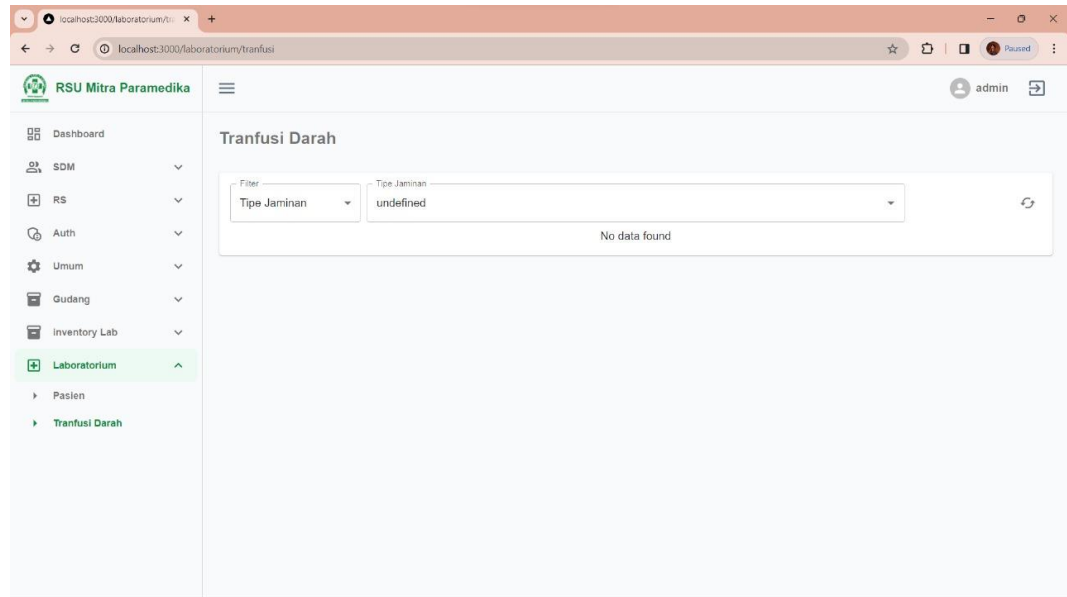 localhost:3000/laboratorium/tr
localhost:3000/laboratorium/tranfusi
Paused
RSU Mitra Paramedika
admin
Dashboard
SDM
RS
Auth
Umum
Gudang
Inventory Lab
Laboratorium
Pasien
Tranfusi Darah
Tranfusi Darah
Filter
Tipe Jaminan
Tipe Jaminan
undefined
No data found